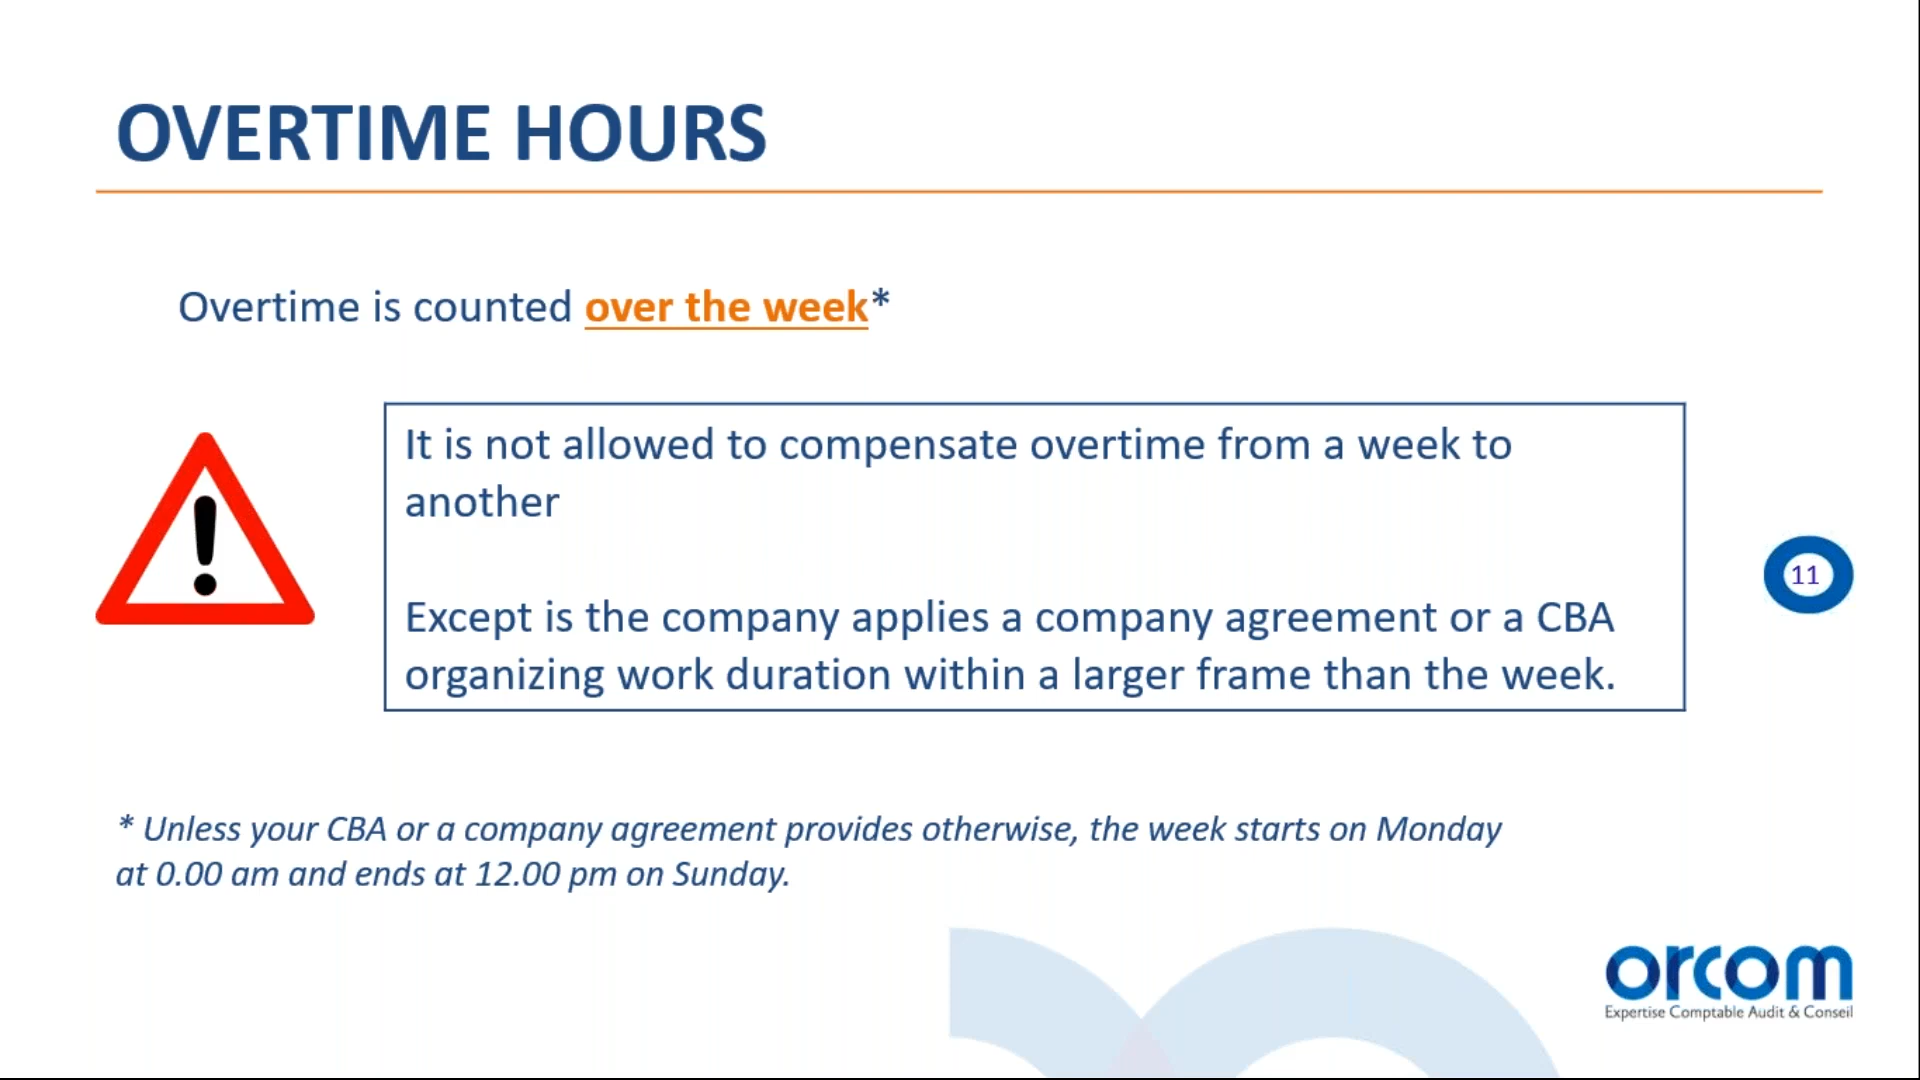 OVERTIME HOURS
Overtime is counted over the week*
It is not allowed to compensate overtime from a week to
another
Except is the company applies a company agreement or a CBA
organizing work duration within a larger frame than the week.
11
* Unless your CBA or a company agreement provides otherwise, the week starts on Monday
at 0.00 am and ends at 12.00 pm on Sunday.
orcom
Expertise Comptable Audit & Conseil